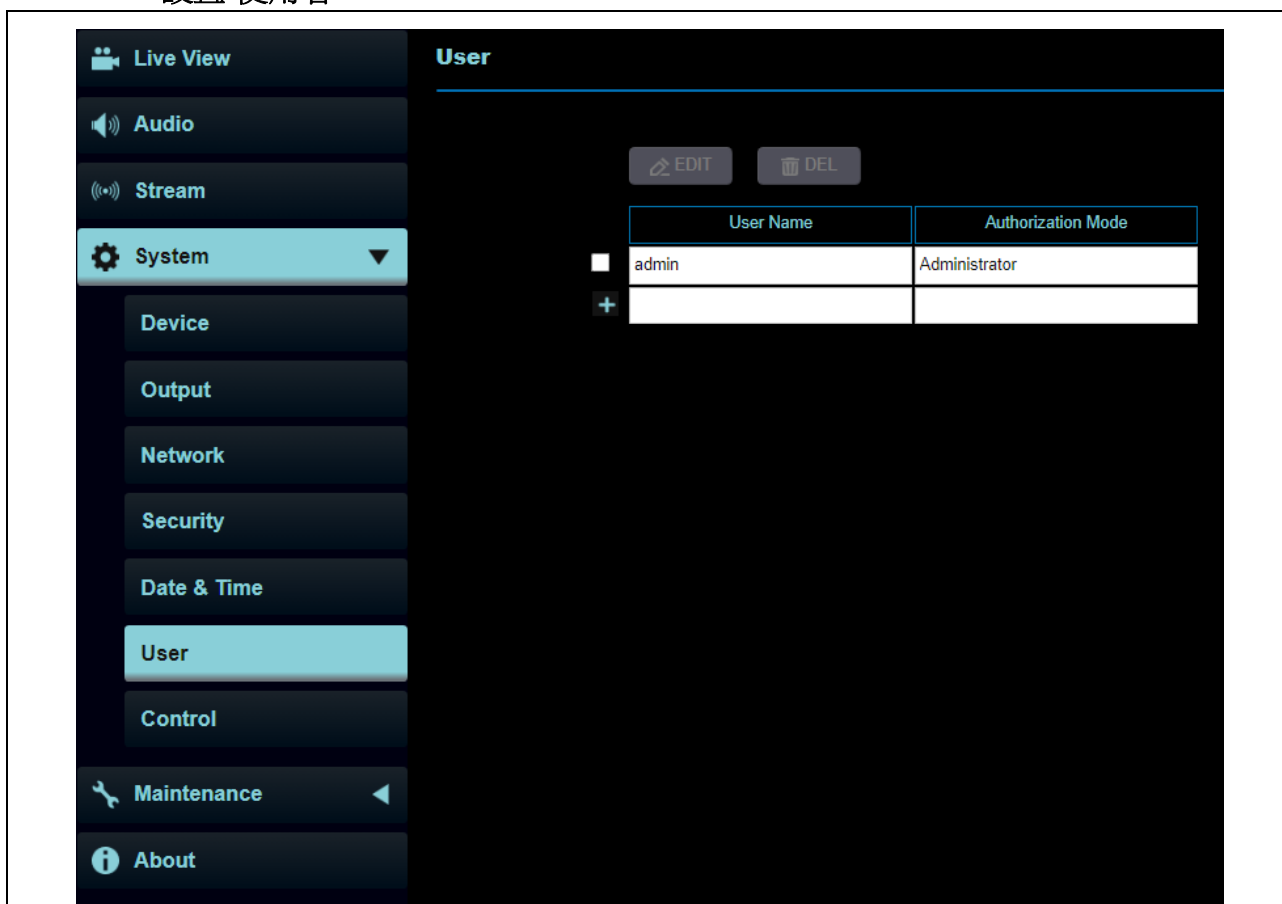 Live View
User
Audio
EDIT
DEL
Stream
User Name
Authorization Mode
System
admin
Administrator
Device
Output
Network
Security
Date & Time
User
Control
Maintenance
About